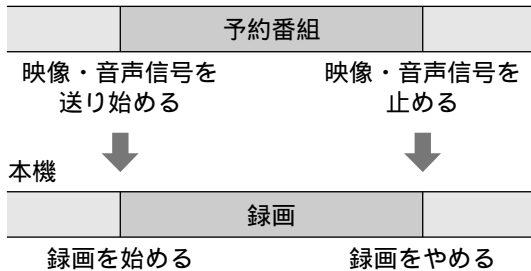 予約番組
映像・音声信号を
送り始める
映像・音声信号を
止める
本機
録画
録画を始める
録画をやめる